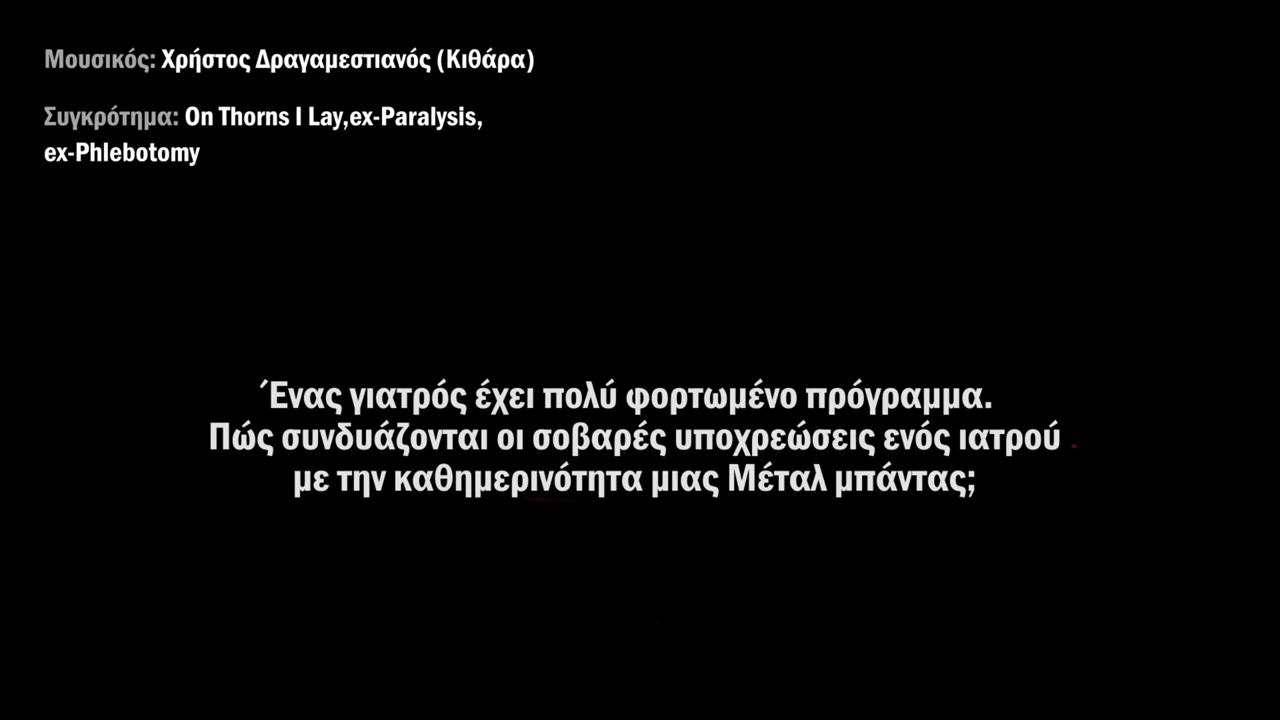 Μουσικός: Χρήστος Δραγαμεστιανός (Κιθάρα)
Συγκρότημα: On Thorns I Lay,ex-Paralysis,
ex-Phlebotomy
Ένας γιατρός έχει πολύ φορτωμένο πρόγραμμα.
Πώς συνδυάζονται οι σοβαρές υποχρεώσεις ενός ιατρού
με την καθημερινότητα μιας Μέταλ μπάντας;